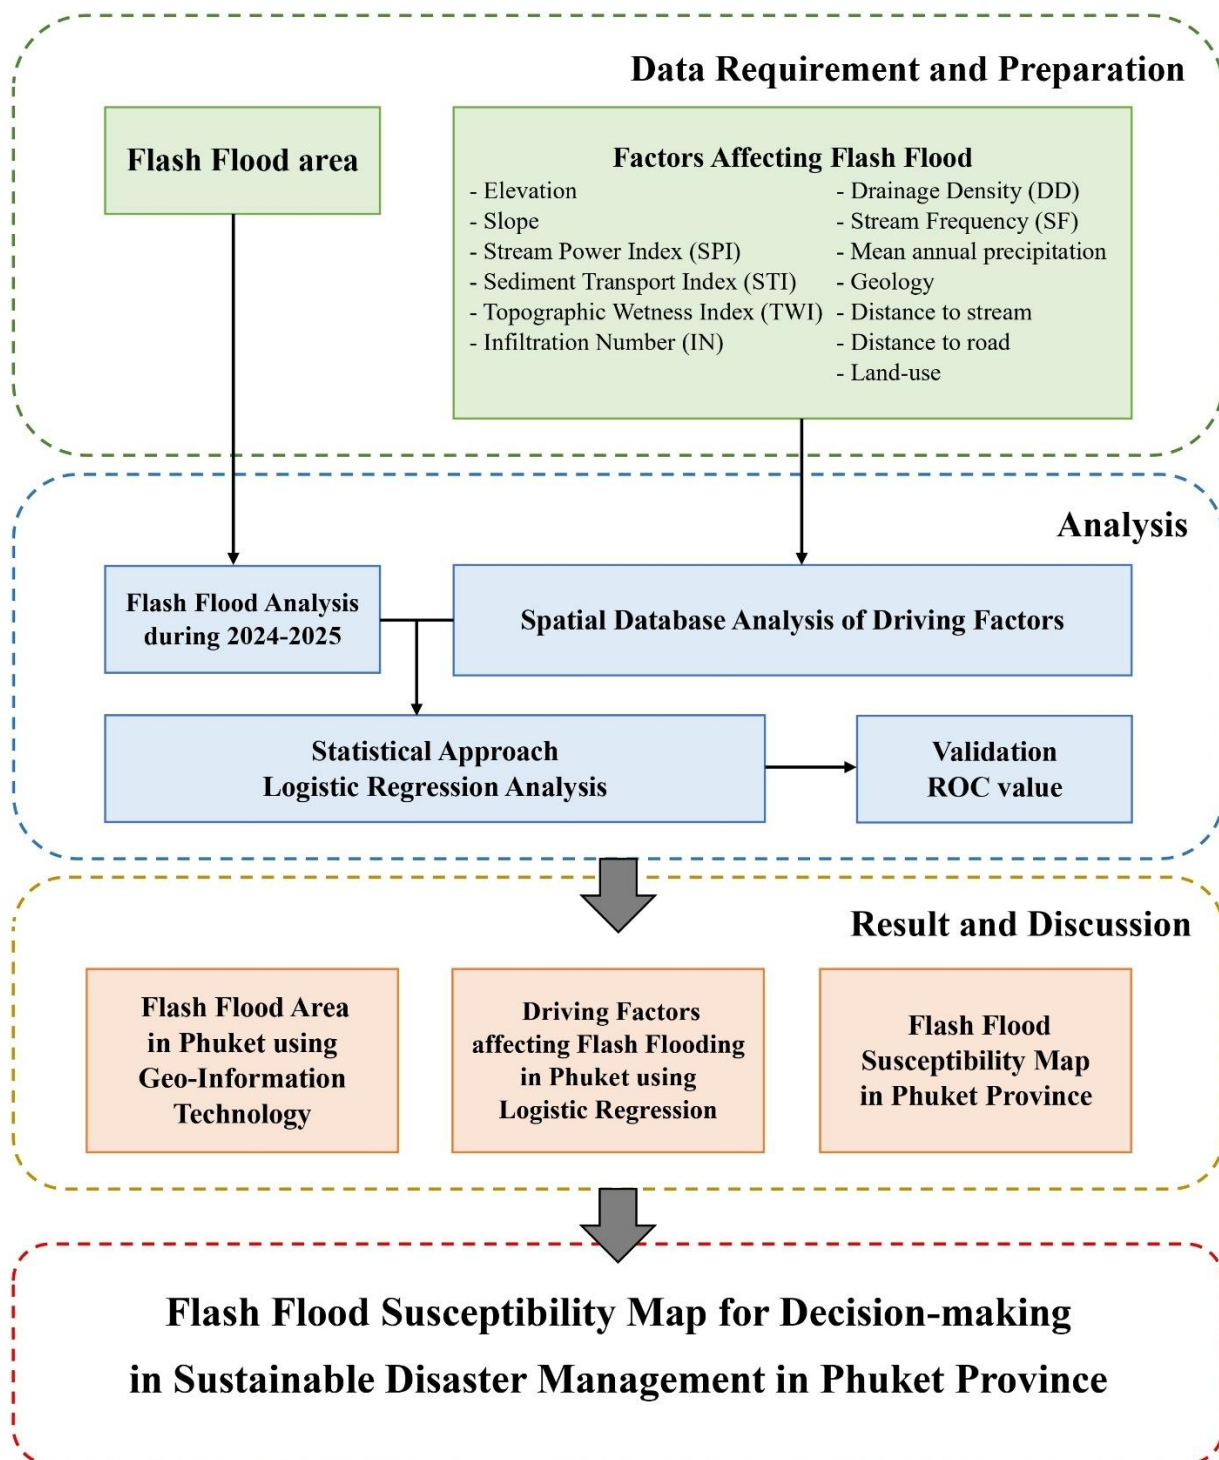 Data Requirement and Preparation
Flash Flood area
Factors Affecting Flash Flood
- Elevation
- Slope
- Stream Power Index (SPI)
- Sediment Transport Index (STI)
- Topographic Wetness Index (TWI)
- Infiltration Number (IN)
- Drainage Density (DD)
- Stream Frequency (SF)
- Mean annual precipitation
- Geology
- Distance to stream
- Distance to road
- Land-use
Analysis
Flash Flood Analysis
during 2024-2025
Spatial Database Analysis of Driving Factors
Statistical Approach
Logistic Regression Analysis
Validation
ROC value
Result and Discussion
Flash Flood Area
in Phuket using
Geo-Information
Technology
Driving Factors
affecting Flash Flooding
in Phuket using
Logistic Regression
Flash Flood
Susceptibility Map
in Phuket Province
Flash Flood Susceptibility Map for Decision-making
in Sustainable Disaster Management in Phuket Province